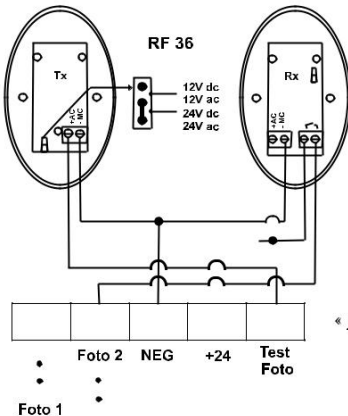 RF 36
Tx
Rx
12V dc
12V ac
24V dc
24V ac
+AC
- MC
+AC
- MC
Foto 2 NEG +24 Test
Foto
Foto 1